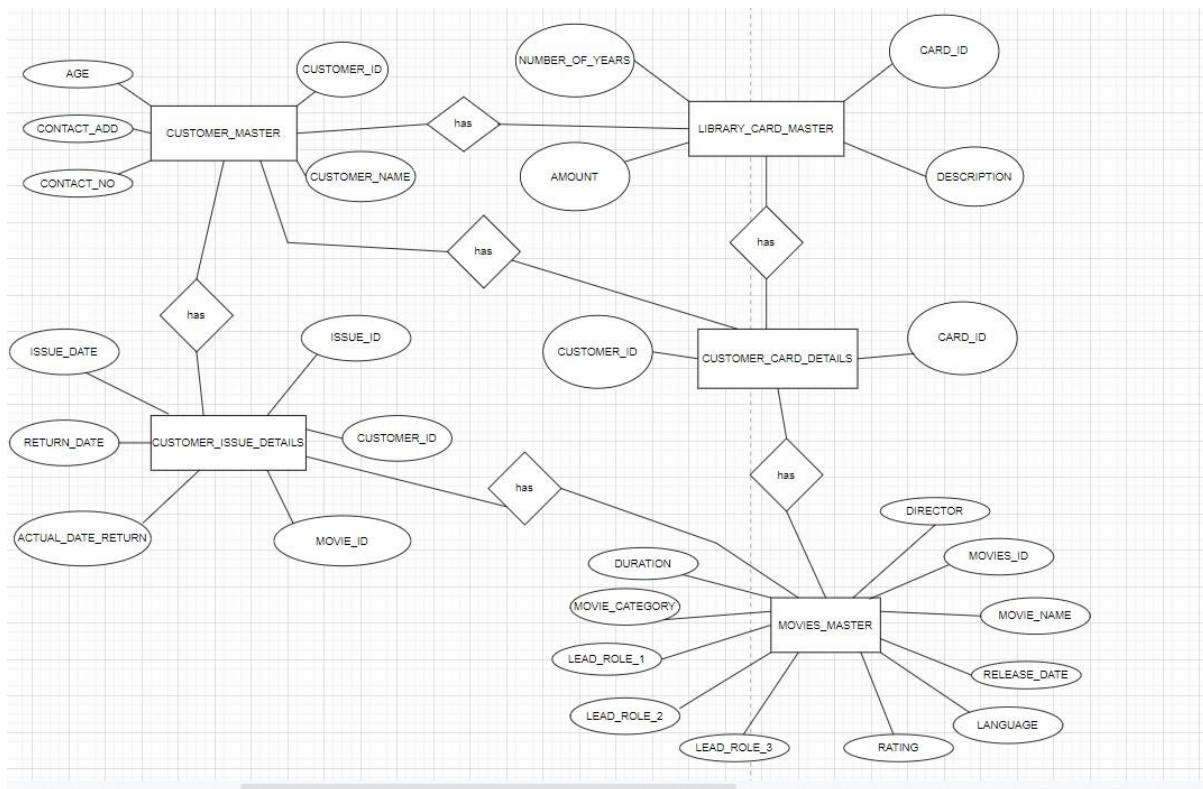 NUMBER_OF_YEARS
CARD_ID
AGE
CUSTOMER_ID
CONTACT_ADD
CUSTOMER_MASTER
has
LIBRARY_CARD_MASTER
CONTACT_NO
CUSTOMER_NAME
AMOUNT
DESCRIPTION
has
has
has
ISSUE_DATE
ISSUE_ID
CUSTOMER_ID
CUSTOMER_CARD_DETAILS
CARD_ID
RETURN_DATE
CUSTOMER_ISSUE_DETAILS
CUSTOMER_ID
has
has
ACTUAL_DATE_RETURN
MOVIE_ID
DIRECTOR
DURATION
MOVIES_ID
MOVIE_CATEGORY
MOVIES_MASTER
MOVIE_NAME
LEAD_ROLE_1
RELEASE_DATE
LEAD_ROLE_2
LANGUAGE
LEAD_ROLE_3
RATING